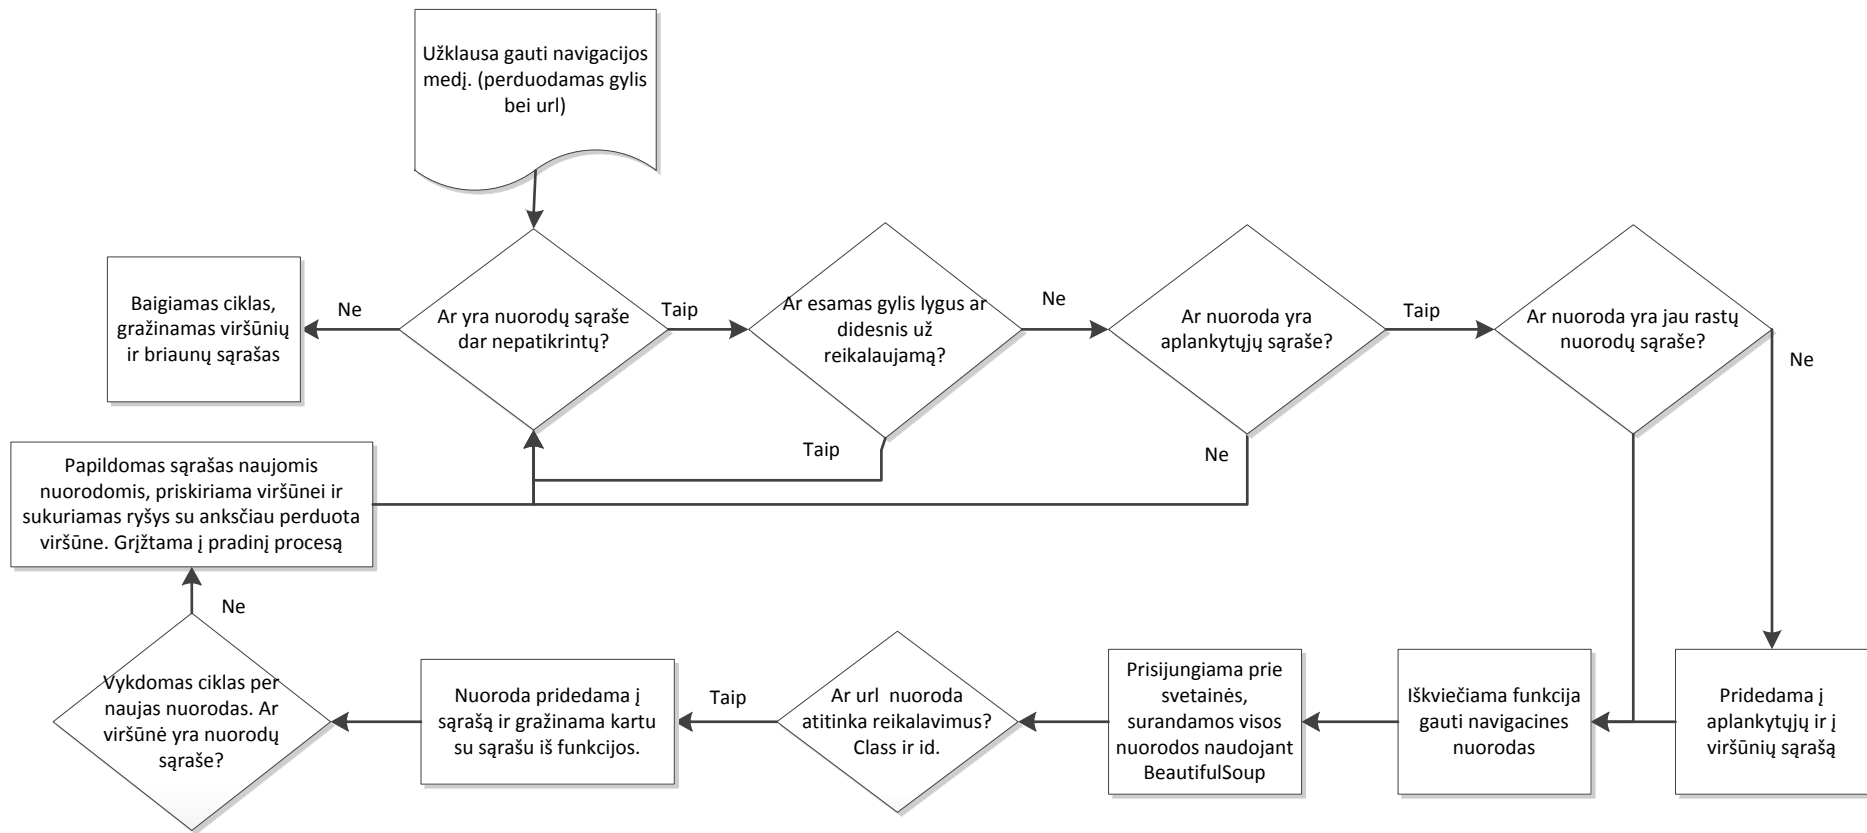 Užklausa gauti navigacijos
medį. (perduodamas gylis
bei url)
Baigiamas ciklas,
gražinamas viršūnių
ir briaunų sąrašas
Ne
Ar yra nuorodų sąraše
dar nepatikrintų?
Taip
Ar esamas gylis lygus ar
didesnis už
reikalaujamą?
Ne
Ar nuoroda yra
aplankytųjų sąraše?
Taip
Ar nuoroda yra jau rastų
nuorodų sąraše?
Ne
Taip
Ne
Papildomas sąrašas naujomis
nuorodomis, priskiriama viršūnei ir
sukuriamas ryšys su anksčiau perduota
viršūne. Grįžtama į pradinį procesą
Ne
Vykdomas ciklas per
naujas nuorodas. Ar
viršūnė yra nuorodų
sąraše?
Nuoroda pridedama į
sąrašą ir gražinama kartu
su sąrašu iš funkcijos.
Taip
Ar url nuoroda
atitinka reikalavimus?
Class ir id.
Prisijungiama prie
svetainės,
surandamos visos
nuorodos naudojant
BeautifulSoup
Iškviečiama funkcija
gauti navigacines
nuorodas
Pridedama į
aplankytųjų ir į
viršūnių sąrašą